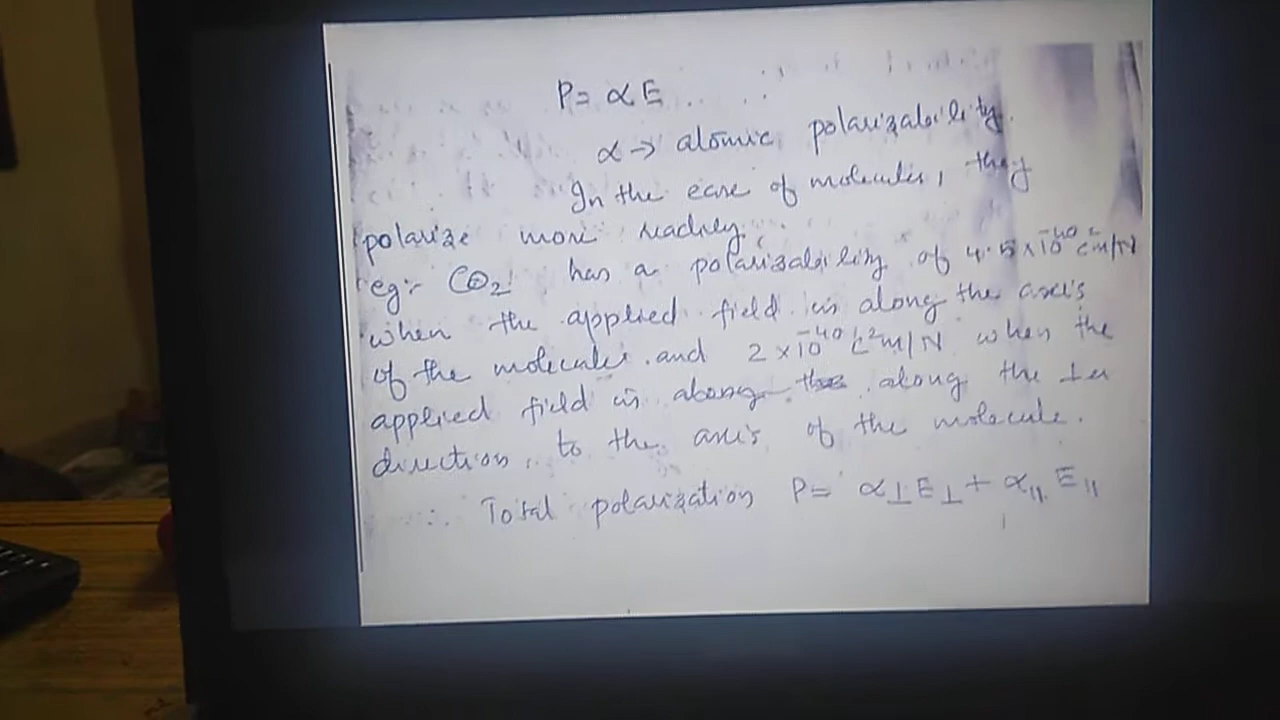 P = αE
α → atomic polarizability.
In the case of molecules, they
polarize more readily.
eg:- CO₂ has a polarizability of 4.5×10⁻⁴⁰ c²m/N
when the applied field is along the axis
of the molecule and 2×10⁻⁴⁰ C²m/N when the
applied field is along the along the ⊥r
direction to the axis of the molecule.
∴ Total polarization P = α⊥E⊥ + α∥E∥